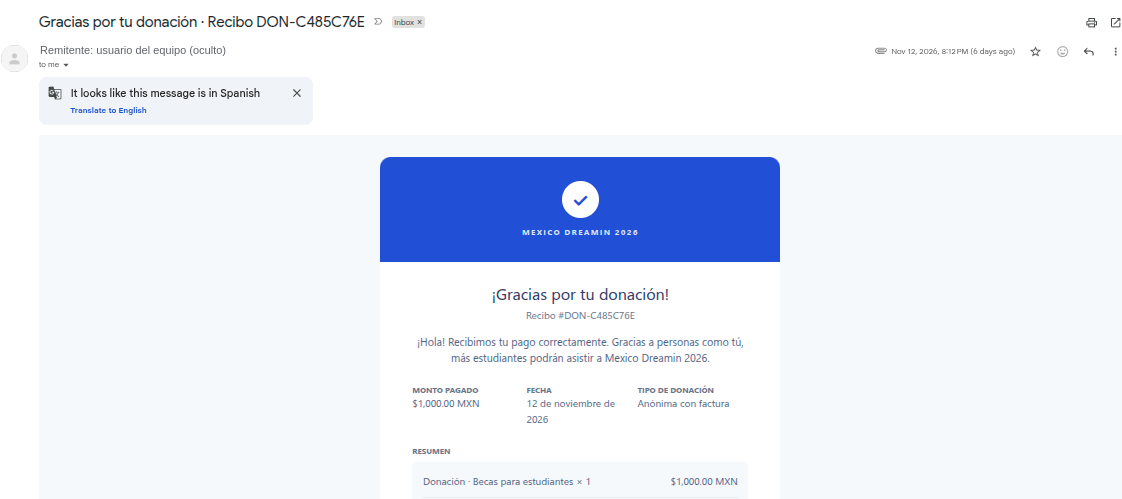 Gracias por tu donación · Recibo DON-C485C76E
Inbox ×
Remitente: usuario del equipo (oculto)
Nov 12, 2026, 8:12 PM (6 days ago)
to me
It looks like this message is in Spanish
Translate to English
MEXICO DREAMIN 2026
¡Gracias por tu donación!
Recibo #DON-C485C76E
¡Hola! Recibimos tu pago correctamente. Gracias a personas como tú,
más estudiantes podrán asistir a Mexico Dreamin 2026.
MONTO PAGADO FECHA TIPO DE DONACIÓN
$1,000.00 MXN 12 de noviembre de Anónima con factura
2026
RESUMEN
Donación · Becas para estudiantes × 1 $1,000.00 MXN